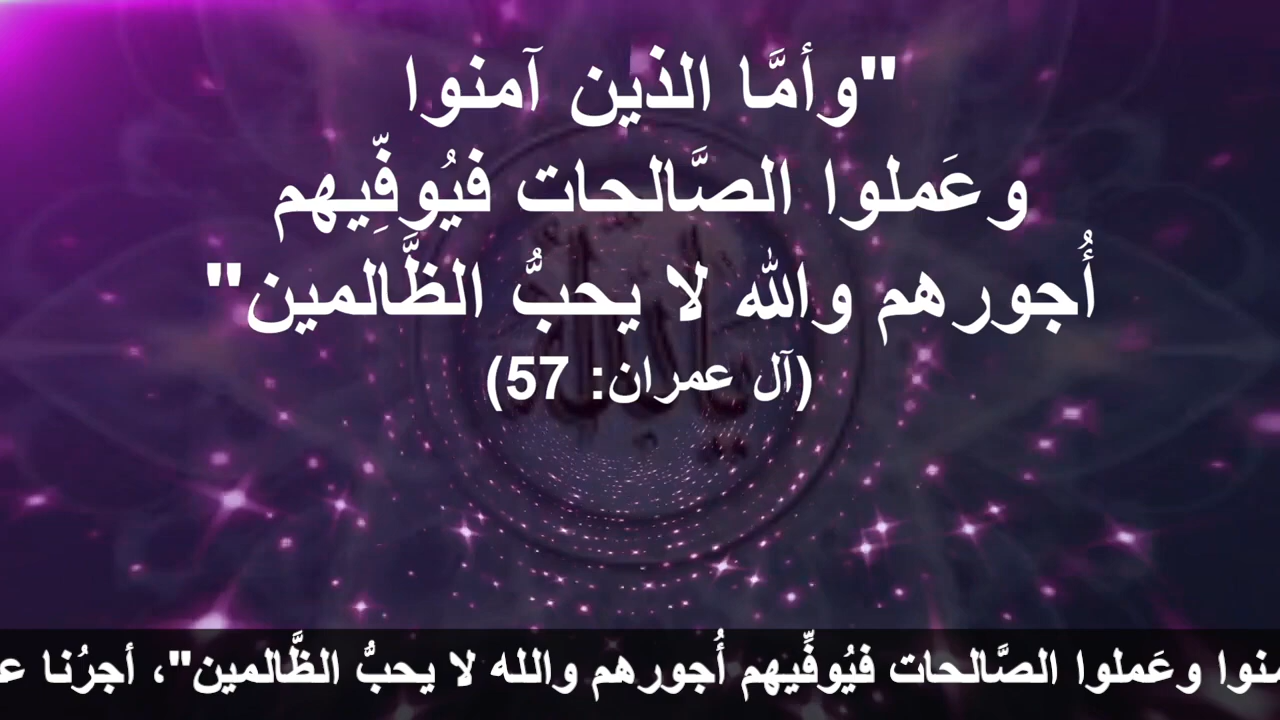 "وأمَّا الذين آمنوا
وعَملوا الصَّالحات فيُوفِّيهم
أُجورهم والله لا يحبُّ الظَّالمين"
(آل عمران: 57)
وعَملوا الصَّالحات فيُوفِّيهم أُجورهم والله لا يحبُّ الظَّالمين"، أجرُنا